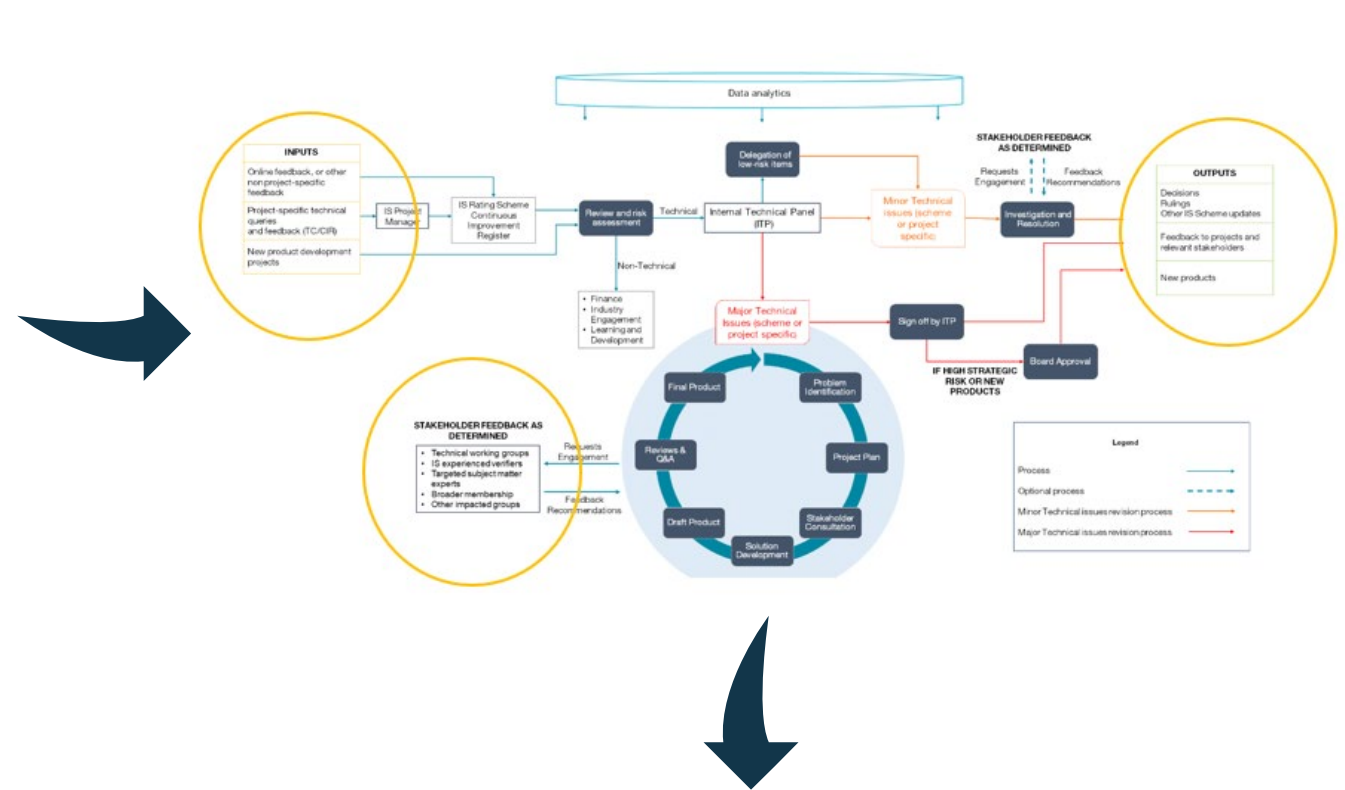 Data analytics
INPUTS
Online feedback, or other
non project-specific
feedback
Project-specific technical
queries
and feedback (TC/CIR)
New product development
projects
IS Project
Manager
IS Rating Scheme
Continuous
Improvement
Register
Review and risk
assessment
Technical
Non-Technical
• Finance
• Industry
Engagement
• Learning and
Development
Delegation of
low-risk items
Internal Technical Panel
(ITP)
Minor Technical
issues (scheme
or project
specific)
STAKEHOLDER FEEDBACK
AS DETERMINED
Requests
Engagement
Feedback
Recommendations
Investigation and
Resolution
OUTPUTS
Decisions
Rulings
Other IS Scheme updates
Feedback to projects and
relevant stakeholders
New products
Major Technical
Issues (scheme or
project specific)
Sign off by ITP
IF HIGH STRATEGIC
RISK OR NEW
PRODUCTS
Board Approval
STAKEHOLDER FEEDBACK AS
DETERMINED
• Technical working groups
• IS experienced verifiers
• Targeted subject matter
experts
• Broader membership
• Other impacted groups
Requests
Engagement
Feedback
Recommendations
Final Product
Problem
Identification
Reviews &
Q&A
Project Plan
Draft Product
Stakeholder
Consultation
Solution
Development
Legend
Process
Optional process
Minor Technical issues revision process
Major Technical issues revision process